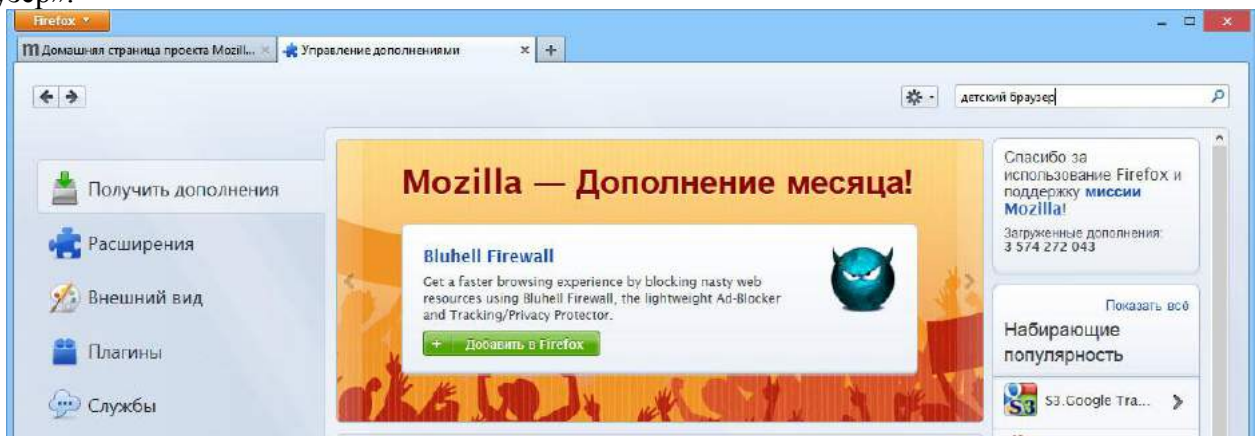 узер».
Firefox
m Домашняя страница проекта Mozill...
Управление дополнениями
детский браузер
Получить дополнения
Расширения
Внешний вид
Плагины
Службы
Mozilla — Дополнение месяца!
Bluhell Firewall
Get a faster browsing experience by blocking nasty web
resources using Bluhell Firewall, the lightweight Ad-Blocker
and Tracking/Privacy Protector.
+ Добавить в Firefox
Спасибо за
использование Firefox и
поддержку миссии
Mozilla!
Загруженные дополнения:
3 574 272 043
Показать всё
Набирающие
популярность
S3
S3.Google Tra...